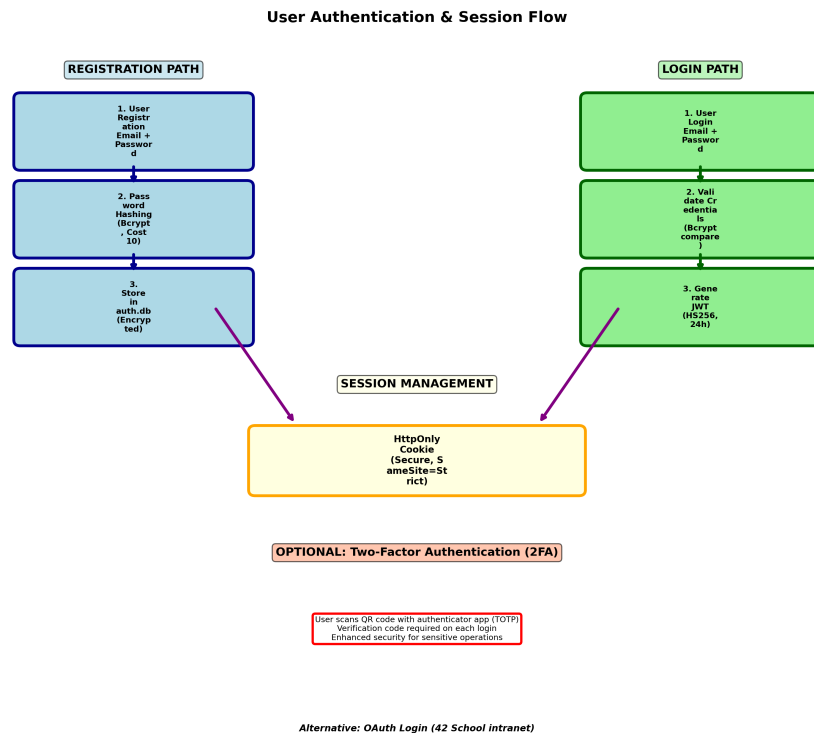 User Authentication & Session Flow
REGISTRATION PATH
1. User
Registr
ation
Email +
Passwor
d
2. Pass
word
Hashing
(Bcrypt
, Cost
10)
3.
Store
in
auth.db
(Encryp
ted)
LOGIN PATH
1. User
Login
Email +
Passwor
d
2. Vali
date Cr
edentia
ls
(Bcrypt
compare
)
3. Gene
rate
JWT
(HS256,
24h)
SESSION MANAGEMENT
HttpOnly
Cookie
(Secure, S
ameSite=St
rict)
OPTIONAL: Two-Factor Authentication (2FA)
User scans QR code with authenticator app (TOTP)
Verification code required on each login
Enhanced security for sensitive operations
Alternative: OAuth Login (42 School intranet)